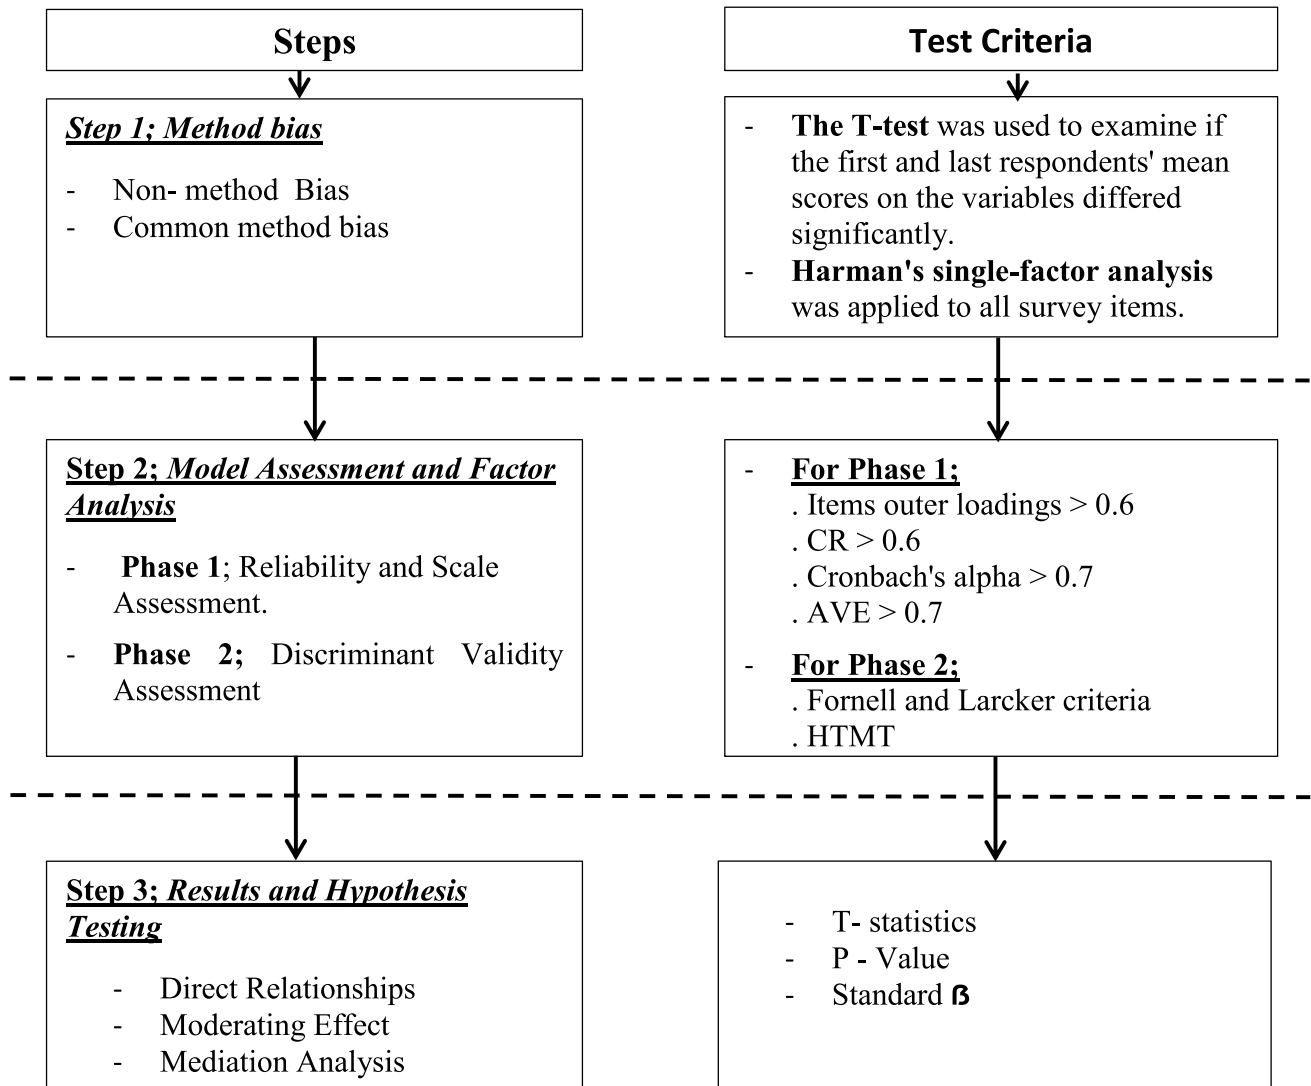 Steps
Test Criteria
Step 1; Method bias
- Non- method Bias
- Common method bias
- The T-test was used to examine if
the first and last respondents' mean
scores on the variables differed
significantly.
- Harman's single-factor analysis
was applied to all survey items.
Step 2; Model Assessment and Factor
Analysis
- Phase 1; Reliability and Scale
Assessment.
- Phase 2; Discriminant Validity
Assessment
- For Phase 1;
. Items outer loadings > 0.6
. CR > 0.6
. Cronbach's alpha > 0.7
. AVE > 0.7
- For Phase 2;
. Fornell and Larcker criteria
. HTMT
Step 3; Results and Hypothesis
Testing
- Direct Relationships
- Moderating Effect
- Mediation Analysis
- T- statistics
- P - Value
- Standard ẞ